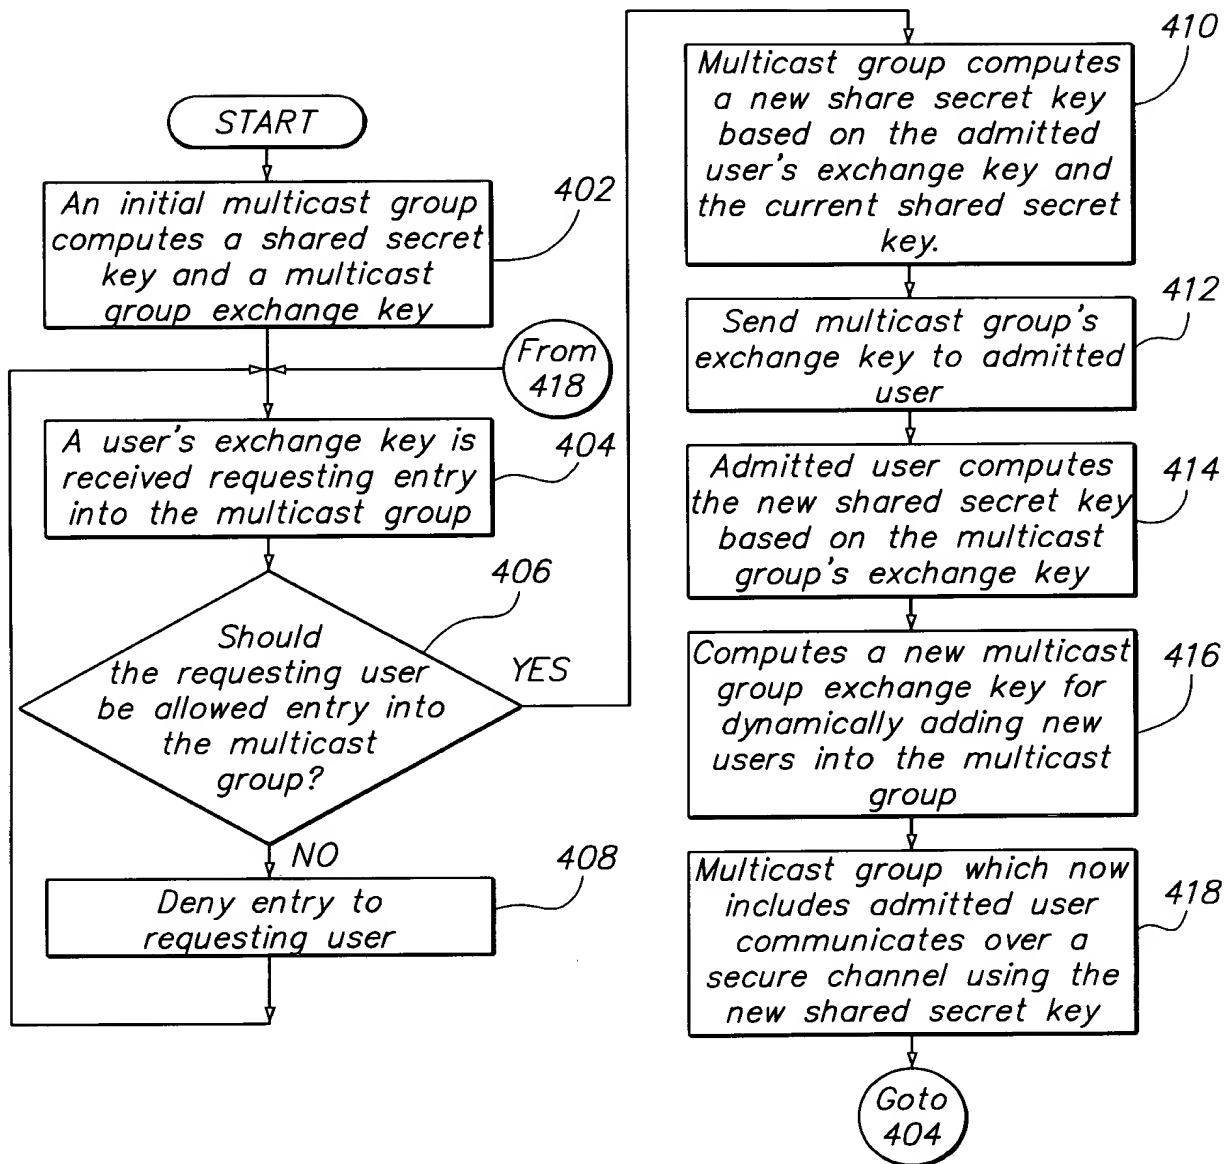 START
An initial multicast group
computes a shared secret
key and a multicast
group exchange key
402
From
418
A user's exchange key is
received requesting entry
into the multicast group
404
Should
the requesting user
be allowed entry into
the multicast
group?
406
YES
NO
Deny entry to
requesting user
408
Multicast group computes
a new share secret key
based on the admitted
user's exchange key and
the current shared secret
key.
410
Send multicast group's
exchange key to admitted
user
412
Admitted user computes
the new shared secret key
based on the multicast
group's exchange key
414
Computes a new multicast
group exchange key for
dynamically adding new
users into the multicast
group
416
Multicast group which now
includes admitted user
communicates over a
secure channel using the
new shared secret key
418
Goto
404